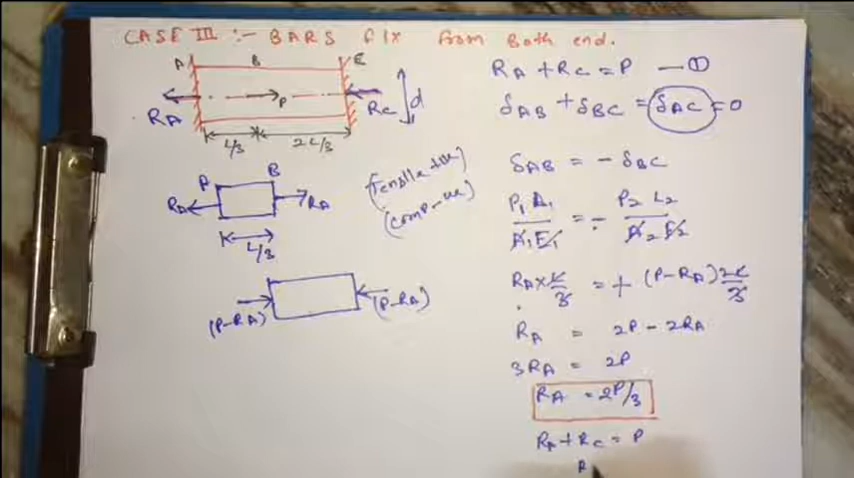 CASE III :- BARS fix from Both end.
A B E
RA P RC d
L/3 2L/3
A B
RA RA
L/3
(Tensile +ve)
(comp -ve)
(P-RA) (P-RA)
RA + RC = P — ①
δAB + δBC = δAC = 0
δAB = - δBC
P1 L1 / A1 E1 = - P2 L2 / A2 E2
RA × L/3 = + (P-RA) 2L/3
RA = 2P - 2RA
3RA = 2P
RA = 2P/3
RA + RC = P
R